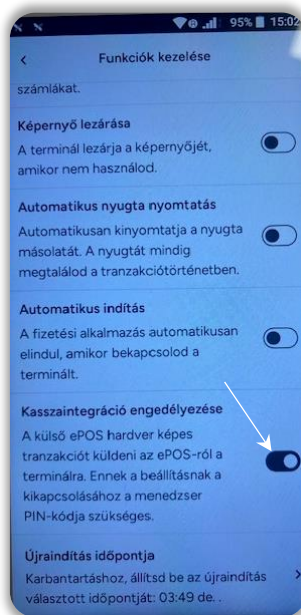 95% 15:02
Funkciók kezelése
számlákat.
Képernyő lezárása
A terminál lezárja a képernyőjét,
amikor nem használod.
Automatikus nyugta nyomtatás
Automatikusan kinyomtatja a nyugta
másolatát. A nyugtát mindig
megtalálod a tranzakciótörténetben.
Automatikus indítás
A fizetési alkalmazás automatikusan
elindul, amikor bekapcsolod a
terminált.
Kasszaintegráció engedélyezése
A külső ePOS hardver képes
tranzakciót küldeni az ePOS-ról a
terminálra. Ennek a beállításnak a
kikapcsolásához a menedzser
PIN-kódja szükséges.
Újraindítás időpontja
Karbantartáshoz, állítsd be az újraindítás
választott időpontját: 03:49 de. .